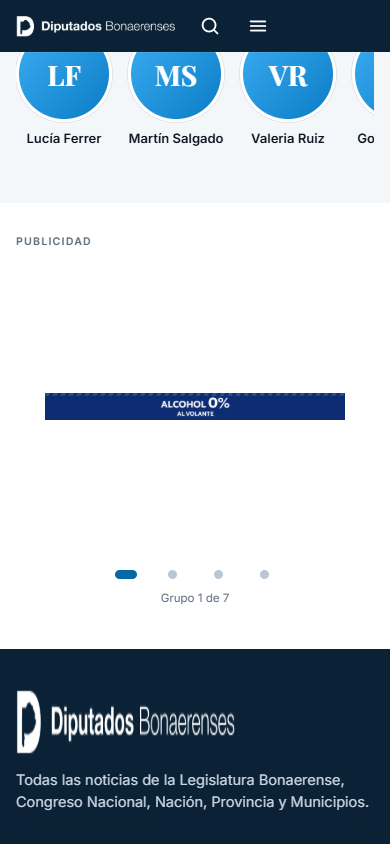 Diputados Bonaerenses
LF
MS
VR
Lucía Ferrer
Martín Salgado
Valeria Ruiz
Go
PUBLICIDAD
ALCOHOL 0%
AL VOLANTE
Grupo 1 de 7
Diputados Bonaerenses
Todas las noticias de la Legislatura Bonaerense,
Congreso Nacional, Nación, Provincia y Municipios.